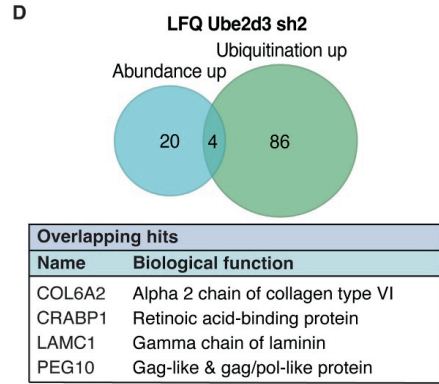 D
LFQ Ube2d3 sh2
Ubiquitination up
Abundance up
20 4 86
Overlapping hits
Name Biological function
COL6A2 Alpha 2 chain of collagen type VI
CRABP1 Retinoic acid-binding protein
LAMC1 Gamma chain of laminin
PEG10 Gag-like & gag/pol-like protein